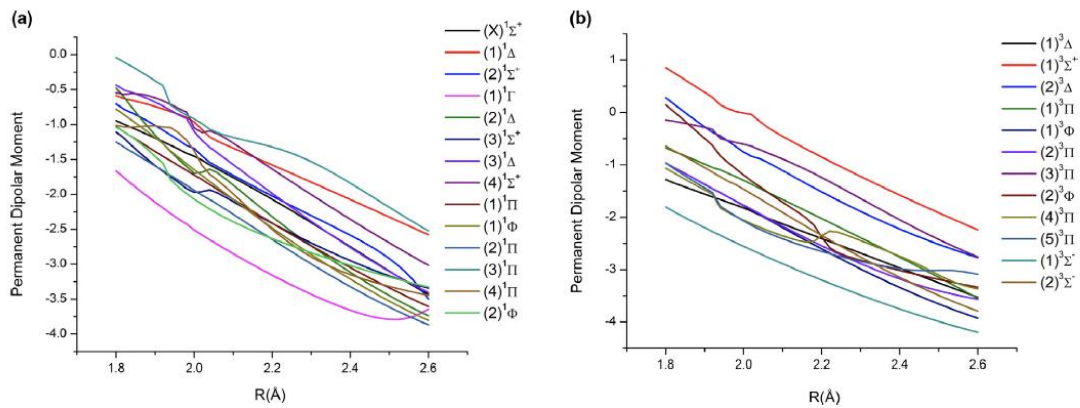 (a)
Permanent Dipolar Moment
0.0
-0.5
-1.0
-1.5
-2.0
-2.5
-3.0
-3.5
-4.0
1.8
2.0
2.2
2.4
2.6
R(Å)
(X)¹Σ⁺
(1)¹Δ
(2)¹Σ⁺
(1)¹Γ
(2)¹Δ
(3)¹Σ⁺
(3)¹Δ
(4)¹Σ⁺
(1)¹Π
(1)¹Φ
(2)¹Π
(3)¹Π
(4)¹Π
(2)¹Φ
(b)
Permanent Dipolar Moment
1
0
-1
-2
-3
-4
1.8
2.0
2.2
2.4
2.6
R(Å)
(1)³Δ
(1)³Σ⁺
(2)³Δ
(1)³Π
(1)³Φ
(2)³Π
(3)³Π
(2)³Φ
(4)³Π
(5)³Π
(1)³Σ⁻
(2)³Σ⁻